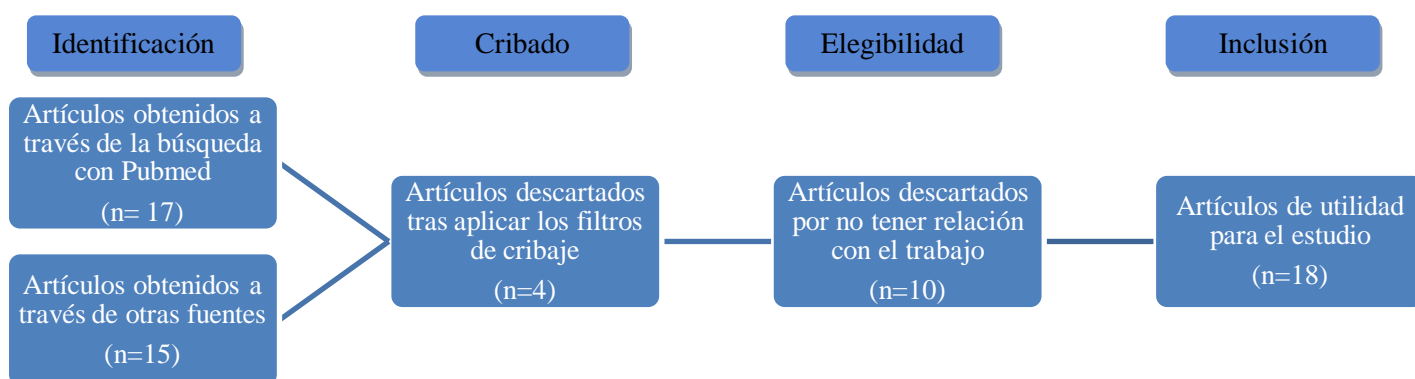 Identificación
Cribado
Elegibilidad
Inclusión
Artículos obtenidos a
través de la búsqueda
con Pubmed
(n= 17)
Artículos obtenidos a
través de otras fuentes
(n=15)
Artículos descartados
tras aplicar los filtros
de cribaje
(n=4)
Artículos descartados
por no tener relación
con el trabajo
(n=10)
Artículos de utilidad
para el estudio
(n=18)